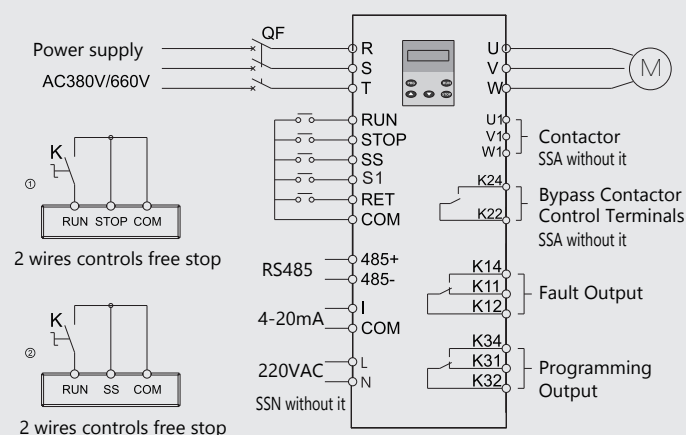 QF
Power supply
AC380V/660V
R
S
T
U
V
W
M
RUN
STOP
SS
S1
RET
COM
U1
V1
W1
Contactor
SSA without it
K24
K22
Bypass Contactor
Control Terminals
SSA without it
K
①
RUN STOP COM
2 wires controls free stop
RS485
485+
485-
4-20mA
I
COM
220VAC
L
N
SSN without it
K14
K11
K12
Fault Output
K34
K31
K32
Programming
Output
K
②
RUN SS COM
2 wires controls free stop